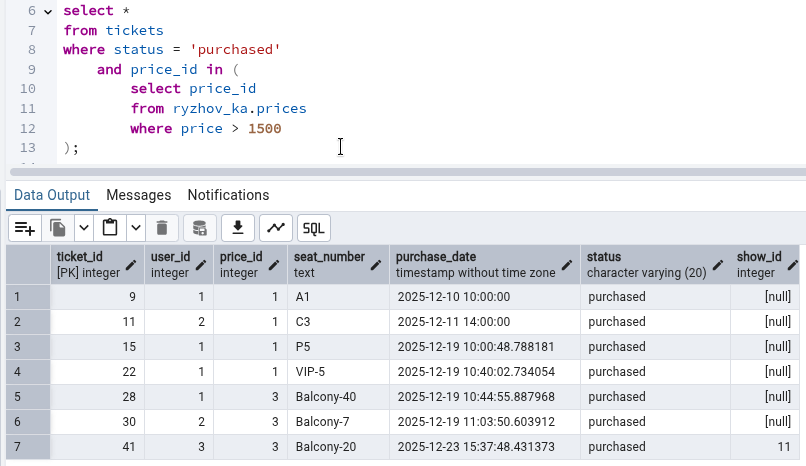 6 select *
7 from tickets
8 where status = 'purchased'
9 and price_id in (
10 select price_id
11 from ryzhov_ka.prices
12 where price > 1500
13 );
Data Output Messages Notifications
SQL
ticket_id user_id price_id seat_number purchase_date status show_id
[PK] integer integer integer text timestamp without time zone character varying (20) integer
1 9 1 1 A1 2025-12-10 10:00:00 purchased [null]
2 11 2 1 C3 2025-12-11 14:00:00 purchased [null]
3 15 1 1 P5 2025-12-19 10:00:48.788181 purchased [null]
4 22 1 1 VIP-5 2025-12-19 10:40:02.734054 purchased [null]
5 28 1 3 Balcony-40 2025-12-19 10:44:55.887968 purchased [null]
6 30 2 3 Balcony-7 2025-12-19 11:03:50.603912 purchased [null]
7 41 3 3 Balcony-20 2025-12-23 15:37:48.431373 purchased 11